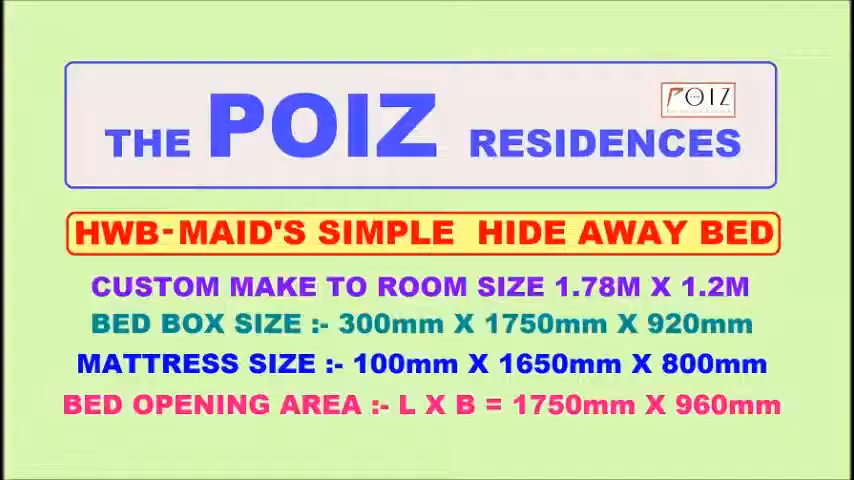 THE POIZ RESIDENCES
POIZ
HWB-MAID'S SIMPLE HIDE AWAY BED
CUSTOM MAKE TO ROOM SIZE 1.78M X 1.2M
BED BOX SIZE :- 300mm X 1750mm X 920mm
MATTRESS SIZE :- 100mm X 1650mm X 800mm
BED OPENING AREA :- L X B = 1750mm X 960mm